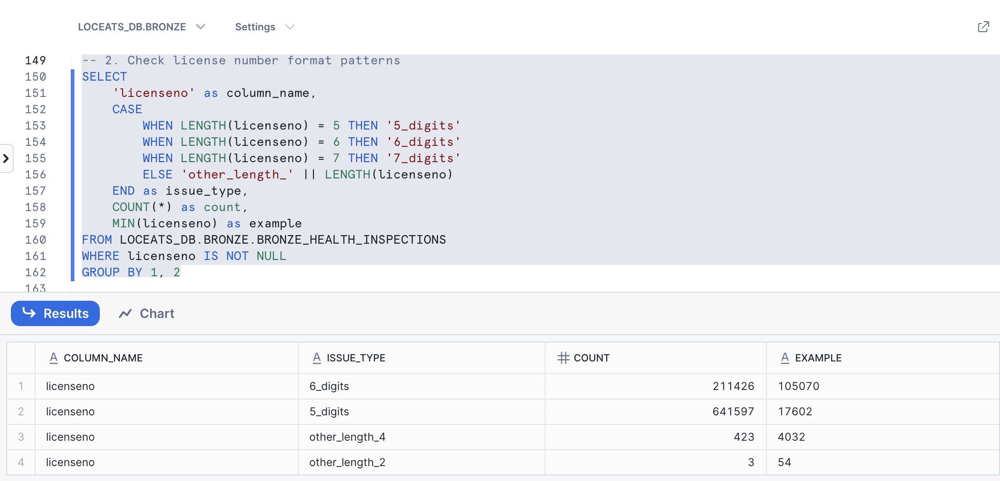 LOCEATS_DB.BRONZE Settings
149 -- 2. Check license number format patterns
150 SELECT
151     'licenseno' as column_name,
152     CASE
153         WHEN LENGTH(licenseno) = 5 THEN '5_digits'
154         WHEN LENGTH(licenseno) = 6 THEN '6_digits'
155         WHEN LENGTH(licenseno) = 7 THEN '7_digits'
156         ELSE 'other_length_' || LENGTH(licenseno)
157     END as issue_type,
158     COUNT(*) as count,
159     MIN(licenseno) as example
160 FROM LOCEATS_DB.BRONZE.BRONZE_HEALTH_INSPECTIONS
161 WHERE licenseno IS NOT NULL
162 GROUP BY 1, 2
163
Results Chart
A COLUMN_NAME A ISSUE_TYPE # COUNT A EXAMPLE
1 licenseno 6_digits 211426 105070
2 licenseno 5_digits 641597 17602
3 licenseno other_length_4 423 4032
4 licenseno other_length_2 3 54